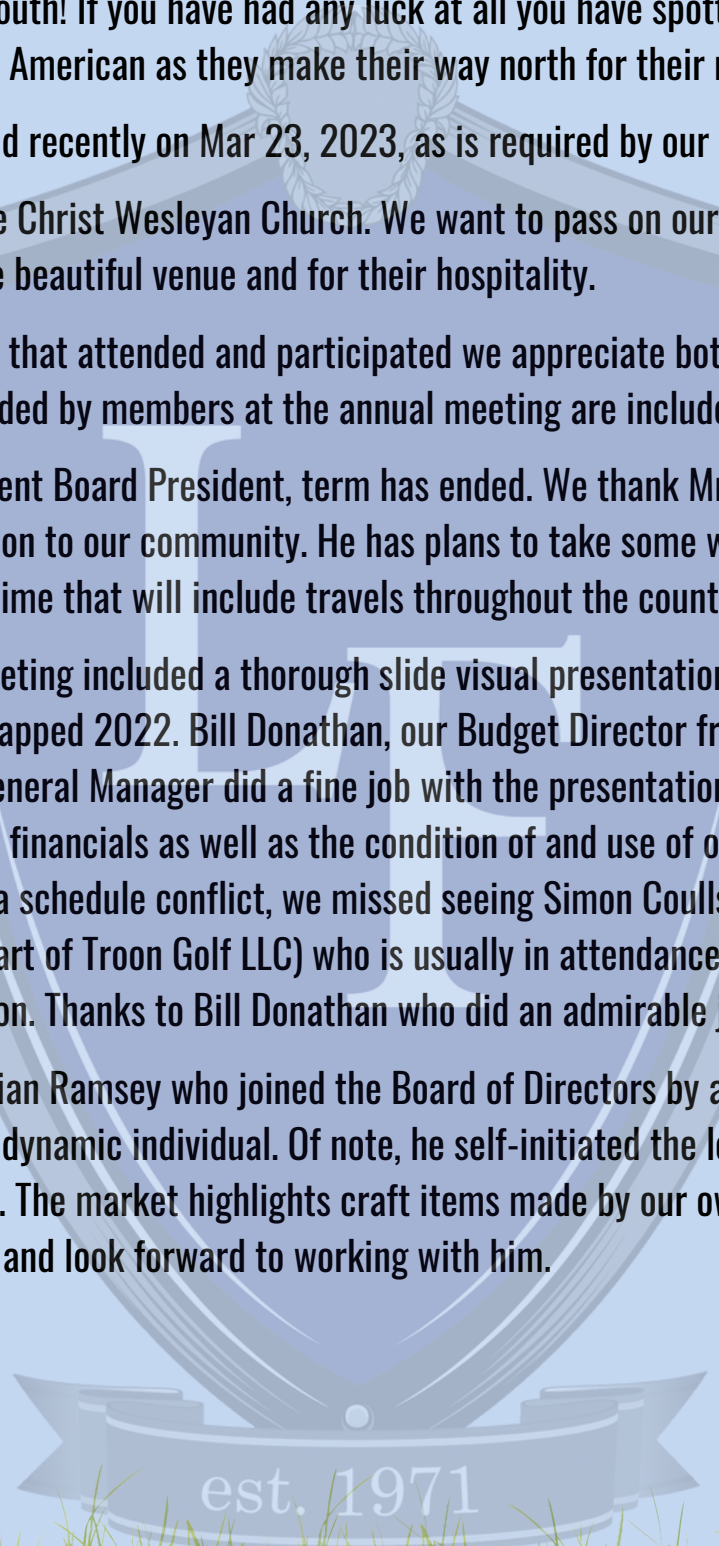 outh! If you have had any luck at all you have spott
American as they make their way north for their
d recently on Mar 23, 2023, as is required by our
e Christ Wesleyan Church. We want to pass on our
e beautiful venue and for their hospitality.
that attended and participated we appreciate bot
ded by members at the annual meeting are include
ent Board President, term has ended. We thank Mr
on to our community. He has plans to take some w
ime that will include travels throughout the count
eting included a thorough slide visual presentation
apped 2022. Bill Donathan, our Budget Director fr
eneral Manager did a fine job with the presentation
financials as well as the condition of and use of o
a schedule conflict, we missed seeing Simon Coulls
art of Troon Golf LLC) who is usually in attendance
on. Thanks to Bill Donathan who did an admirable j
ian Ramsey who joined the Board of Directors by a
dynamic individual. Of note, he self-initiated the lo
. The market highlights craft items made by our ow
and look forward to working with him.
LF
est. 1971